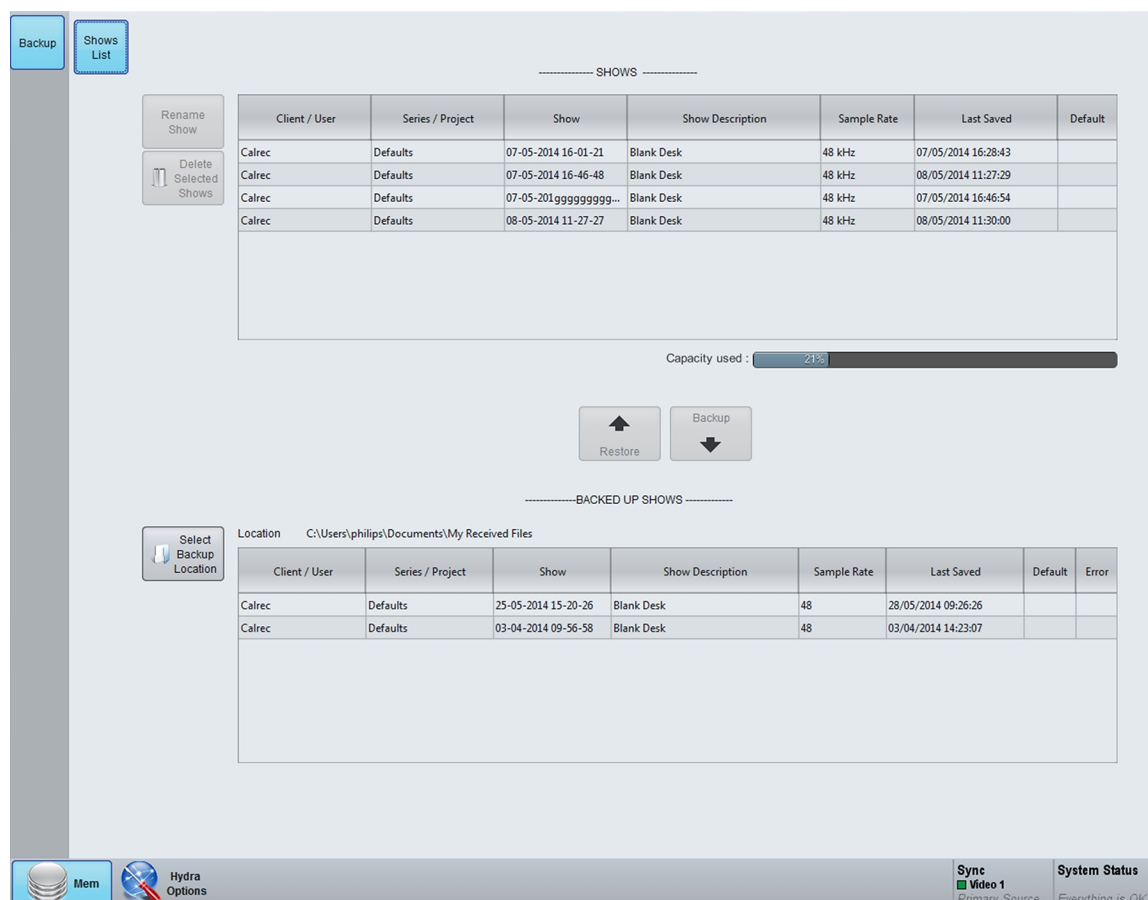 Backup
Shows
List
--------------- SHOWS ---------------
Rename
Show
Delete
Selected
Shows
Client / User Series / Project Show Show Description Sample Rate Last Saved Default
Calrec Defaults 07-05-2014 16-01-21 Blank Desk 48 kHz 07/05/2014 16:28:43
Calrec Defaults 07-05-2014 16-46-48 Blank Desk 48 kHz 08/05/2014 11:27:29
Calrec Defaults 07-05-201ggggggggg... Blank Desk 48 kHz 07/05/2014 16:46:54
Calrec Defaults 08-05-2014 11-27-27 Blank Desk 48 kHz 08/05/2014 11:30:00
Capacity used : 21%
Restore
Backup
--------------BACKED UP SHOWS -------------
Select
Backup
Location
Location C:\Users\philips\Documents\My Received Files
Client / User Series / Project Show Show Description Sample Rate Last Saved Default Error
Calrec Defaults 25-05-2014 15-20-26 Blank Desk 48 28/05/2014 09:26:26
Calrec Defaults 03-04-2014 09-56-58 Blank Desk 48 03/04/2014 14:23:07
Mem
Hydra
Options
Sync
Video 1
Primary Source
System Status
Everything is OK